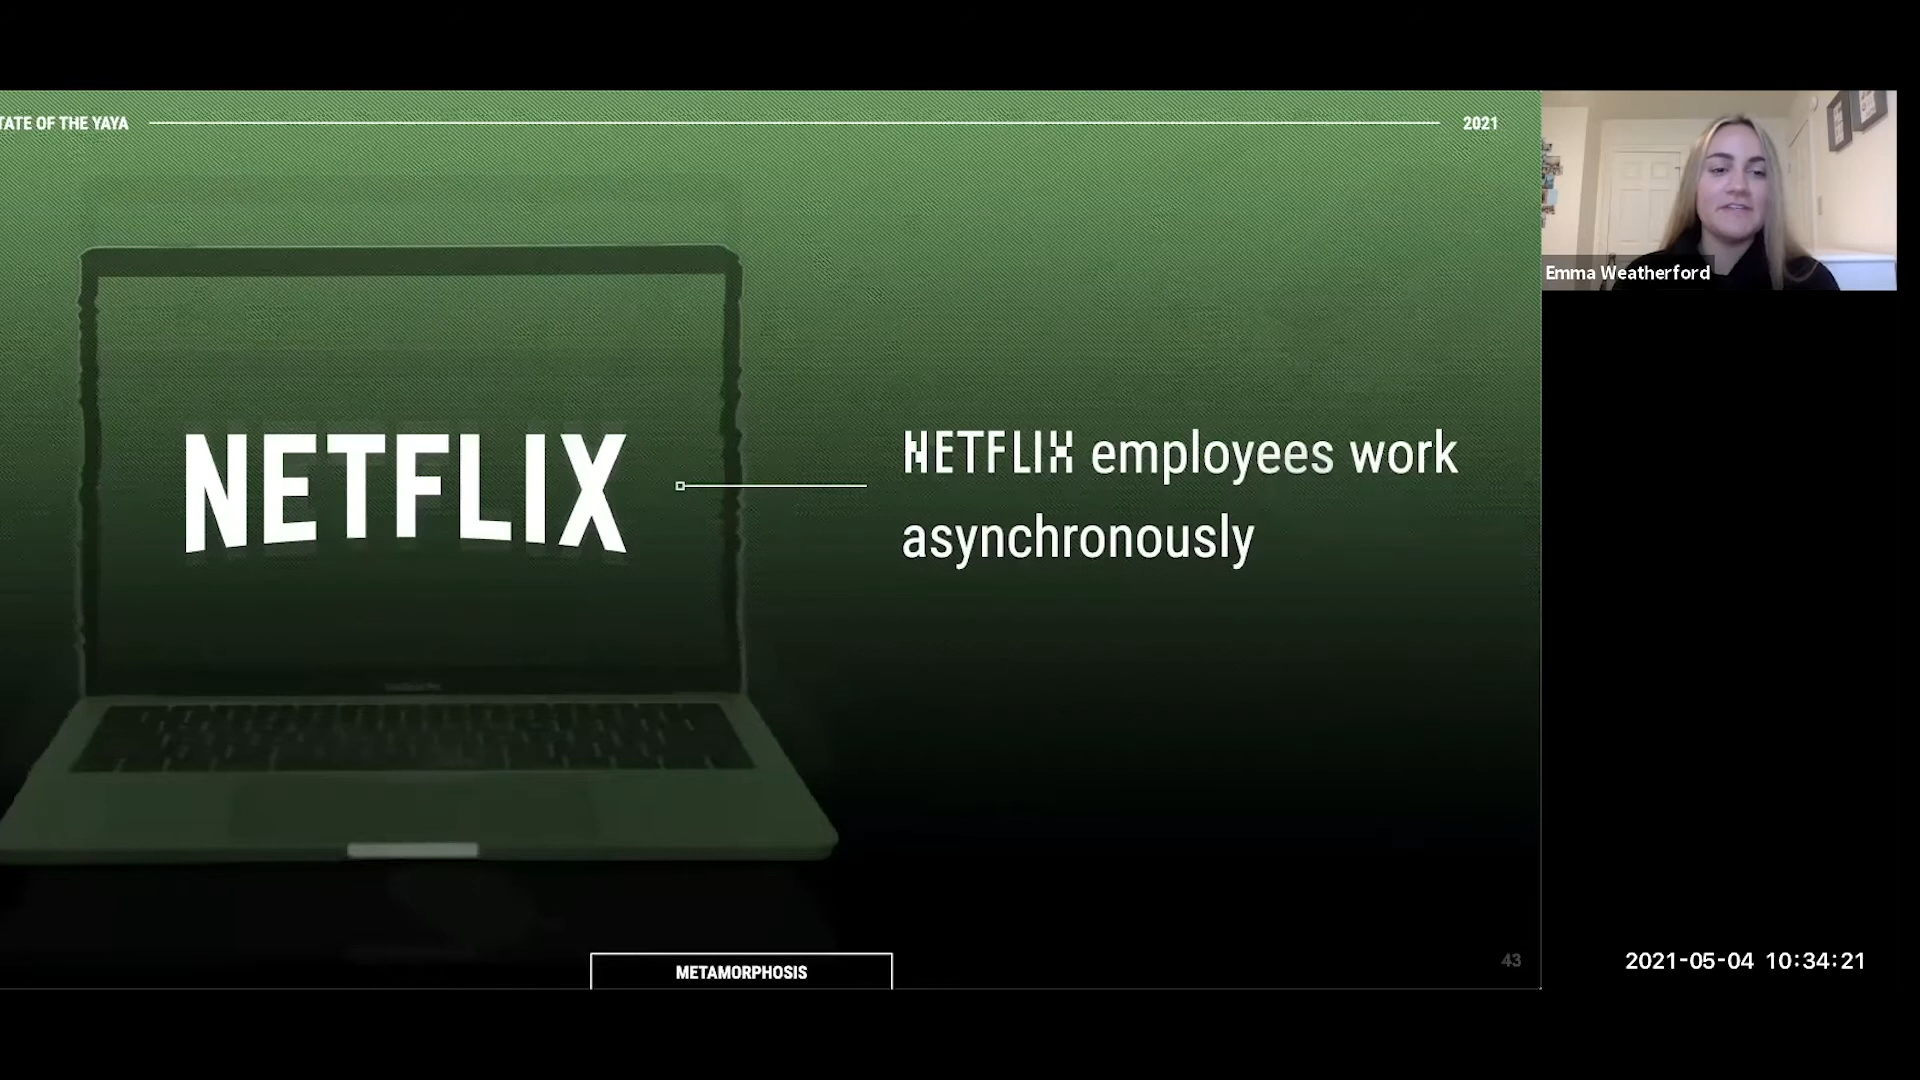 TATE OF THE YAYA
2021
NETFLIX
NETFLIX employees work
asynchronously
METAMORPHOSIS
43
Emma Weatherford
2021-05-04 10:34:21